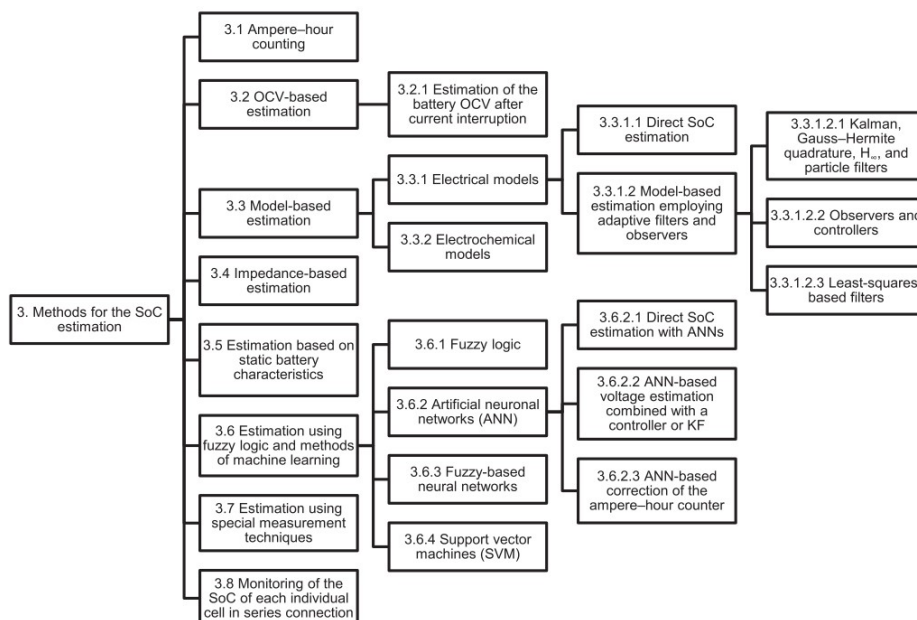 3. Methods for the SoC
estimation
3.1 Ampere–hour
counting
3.2 OCV-based
estimation
3.2.1 Estimation of the
battery OCV after
current interruption
3.3 Model-based
estimation
3.3.1 Electrical models
3.3.1.1 Direct SoC
estimation
3.3.1.2 Model-based
estimation employing
adaptive filters and
observers
3.3.1.2.1 Kalman,
Gauss–Hermite
quadrature, H∞, and
particle filters
3.3.1.2.2 Observers and
controllers
3.3.1.2.3 Least-squares-
based filters
3.3.2 Electrochemical
models
3.4 Impedance-based
estimation
3.5 Estimation based on
static battery
characteristics
3.6 Estimation using
fuzzy logic and methods
of machine learning
3.6.1 Fuzzy logic
3.6.2 Artificial neuronal
networks (ANN)
3.6.2.1 Direct SoC
estimation with ANNs
3.6.2.2 ANN-based
voltage estimation
combined with a
controller or KF
3.6.2.3 ANN-based
correction of the
ampere–hour counter
3.6.3 Fuzzy-based
neural networks
3.6.4 Support vector
machines (SVM)
3.7 Estimation using
special measurement
techniques
3.8 Monitoring of the
SoC of each individual
cell in series connection